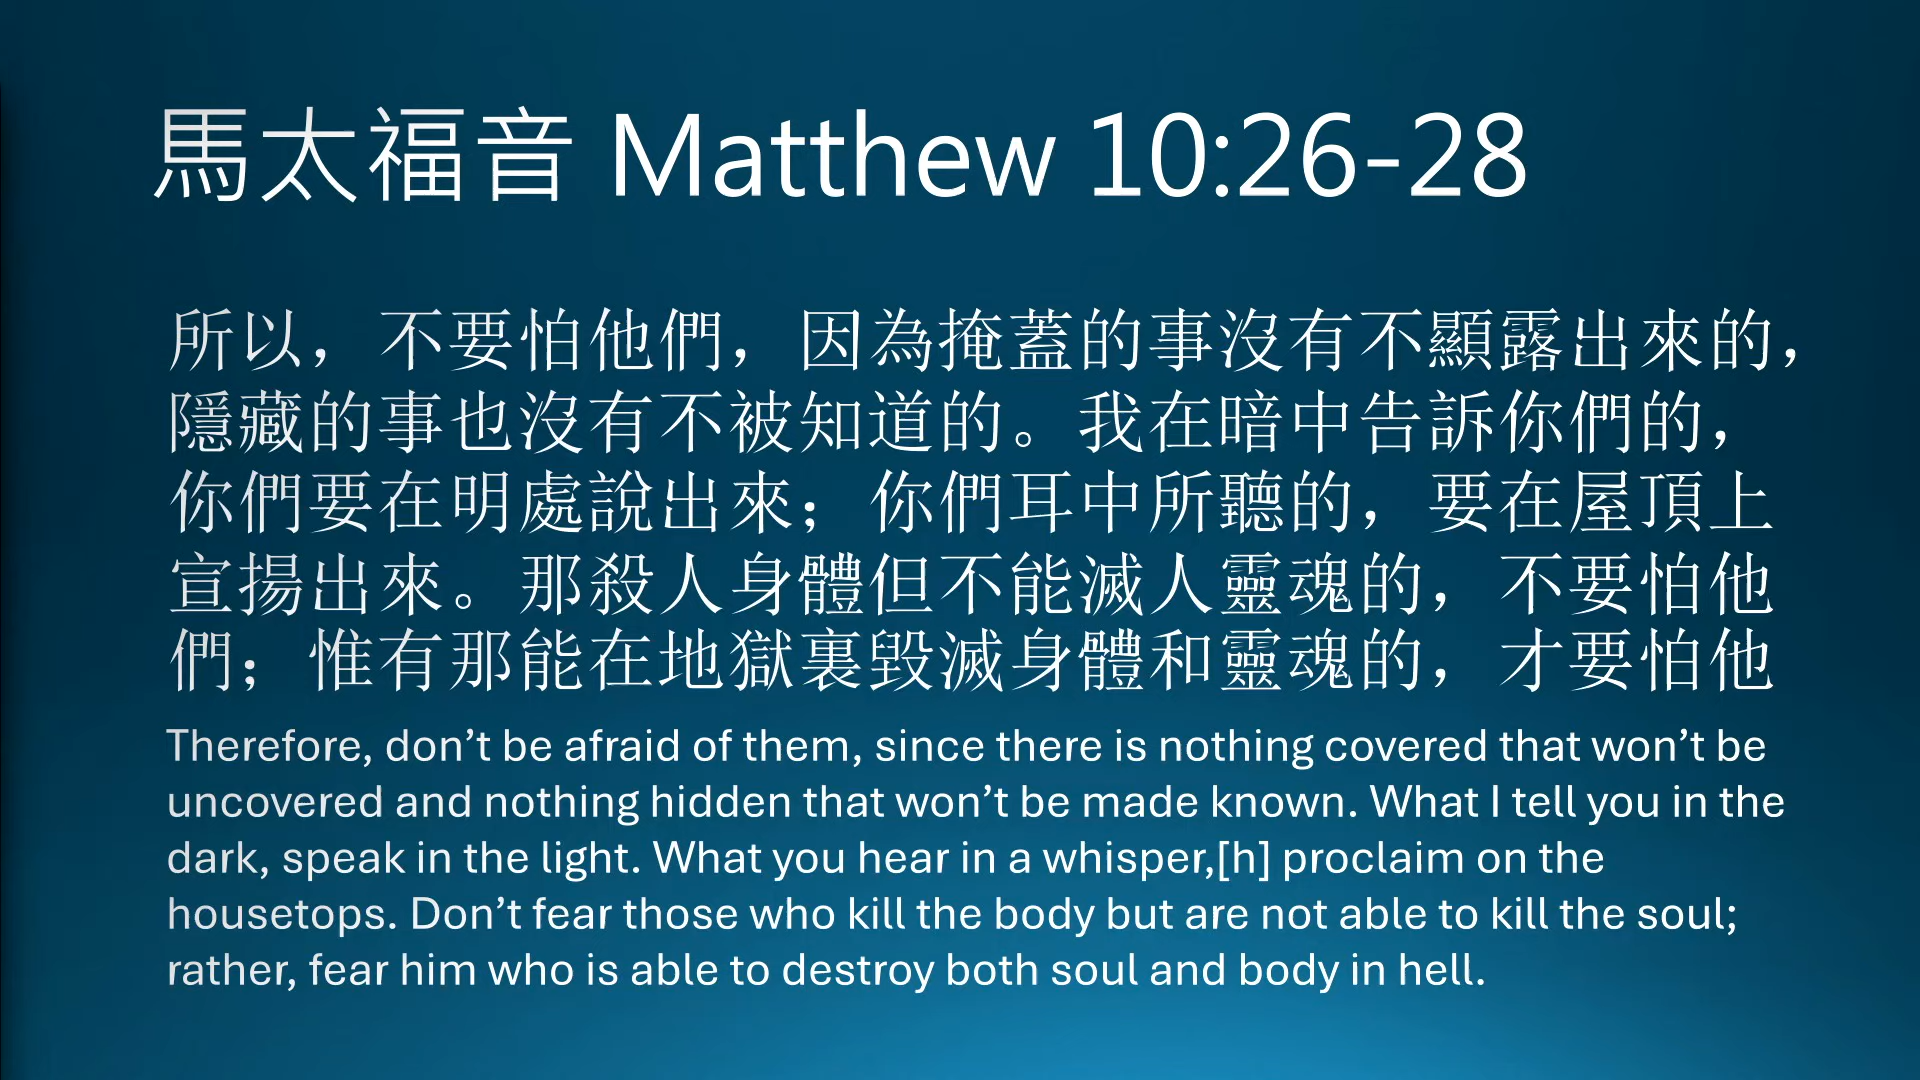 馬太福音 Matthew 10:26-28
所以，不要怕他們，因為掩蓋的事沒有不顯露出來的，
隱藏的事也沒有不被知道的。我在暗中告訴你們的，
你們要在明處說出來；你們耳中所聽的，要在屋頂上
宣揚出來。那殺人身體但不能滅人靈魂的，不要怕他
們；惟有那能在地獄裏毀滅身體和靈魂的，才要怕他
Therefore, don’t be afraid of them, since there is nothing covered that won’t be
uncovered and nothing hidden that won’t be made known. What I tell you in the
dark, speak in the light. What you hear in a whisper,[h] proclaim on the
housetops. Don’t fear those who kill the body but are not able to kill the soul;
rather, fear him who is able to destroy both soul and body in hell.